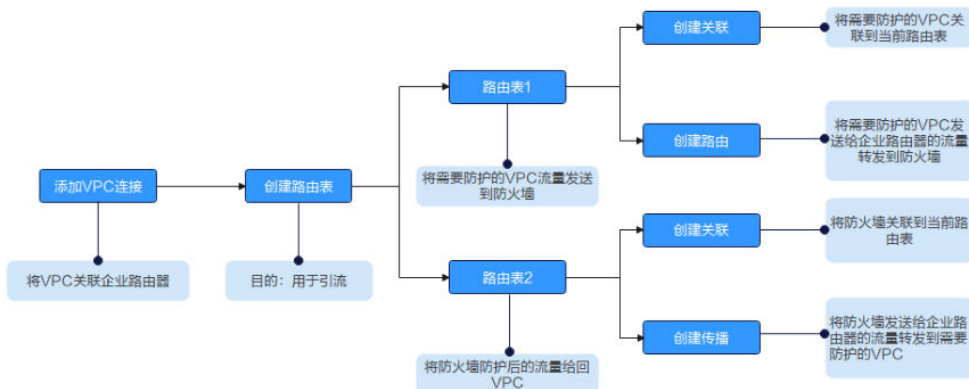 创建关联
将需要防护的VPC关
联到当前路由表
路由表1
将需要防护的VPC流量发送
到防火墙
创建路由
将需要防护的VPC发
送给企业路由器的流量
转发到防火墙
添加VPC连接
将VPC关联企业路由器
创建路由表
目的：用于引流
创建关联
将防火墙关联到当前路
由表
路由表2
将防火墙防护后的流量给回
VPC
创建传播
将防火墙发送给企业路
由器的流量转发到需要
防护的VPC